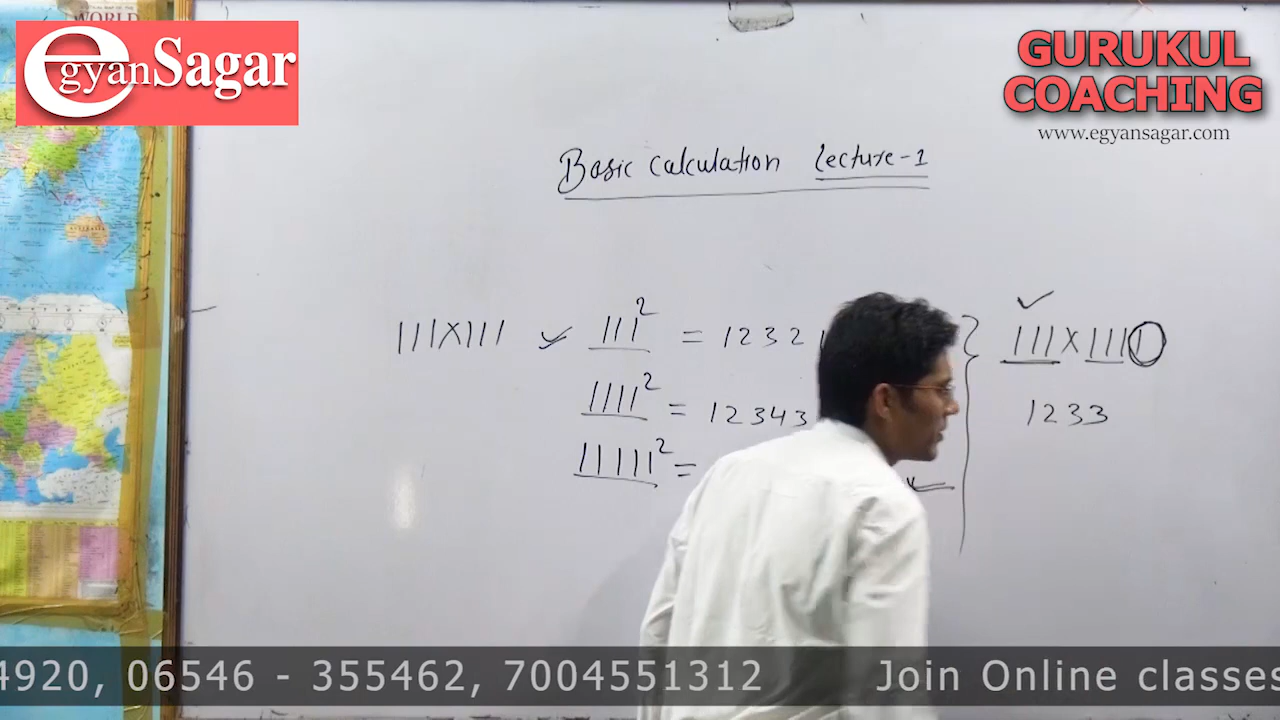 WORLD
egyanSagar
GURUKUL
COACHING
www.egyansagar.com
Basic Calculation Lecture-1
111×111 ✓ 111² = 12321
1111² = 12343
11111² =
✓
111×1111
1233
4920, 06546 - 355462, 7004551312 Join Online classes